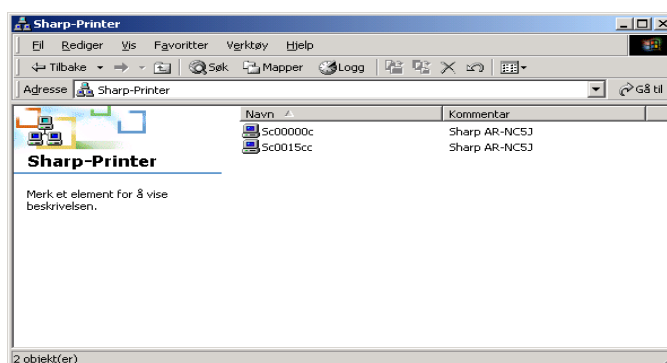 Sharp-Printer
Fil Rediger Vis Favoritter Verktøy Hjelp
Tilbake Søk Mapper Logg
Adresse Sharp-Printer Gå til
Navn Kommentar
Sc00000c Sharp AR-NC5J
Sc0015cc Sharp AR-NC5J
Sharp-Printer
Merk et element for å vise
beskrivelsen.
2 objekt(er)